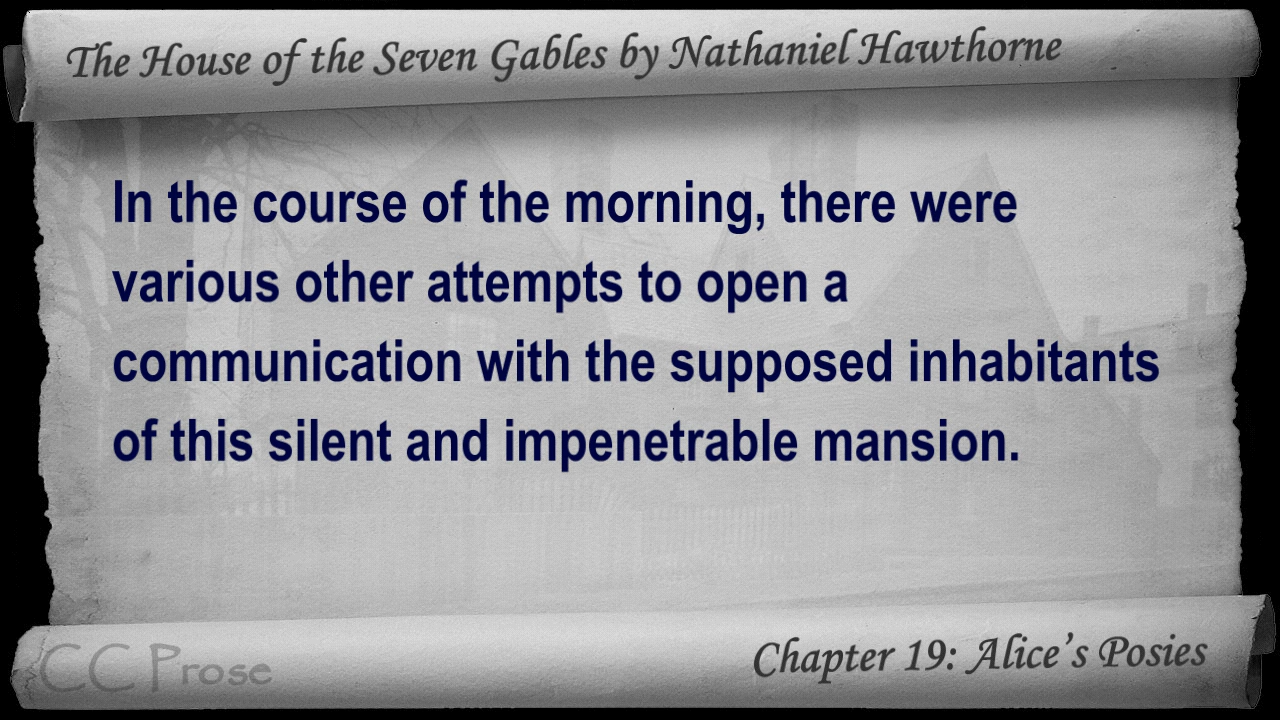 The House of the Seven Gables by Nathaniel Hawthorne
In the course of the morning, there were
various other attempts to open a
communication with the supposed inhabitants
of this silent and impenetrable mansion.
CC Prose
Chapter 19: Alice's Posies